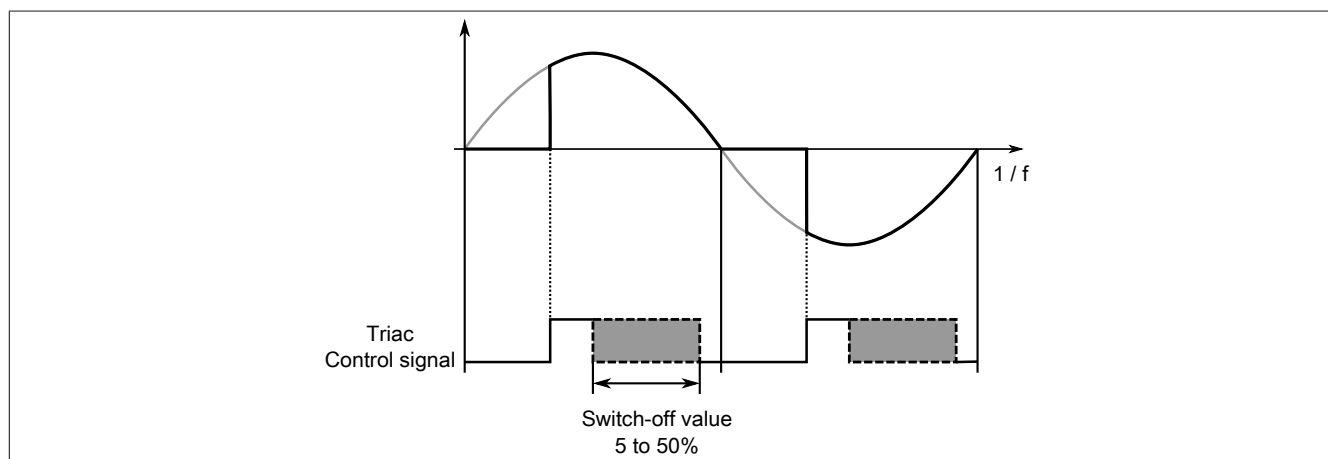 1 / f
Triac
Control signal
Switch-off value
5 to 50%